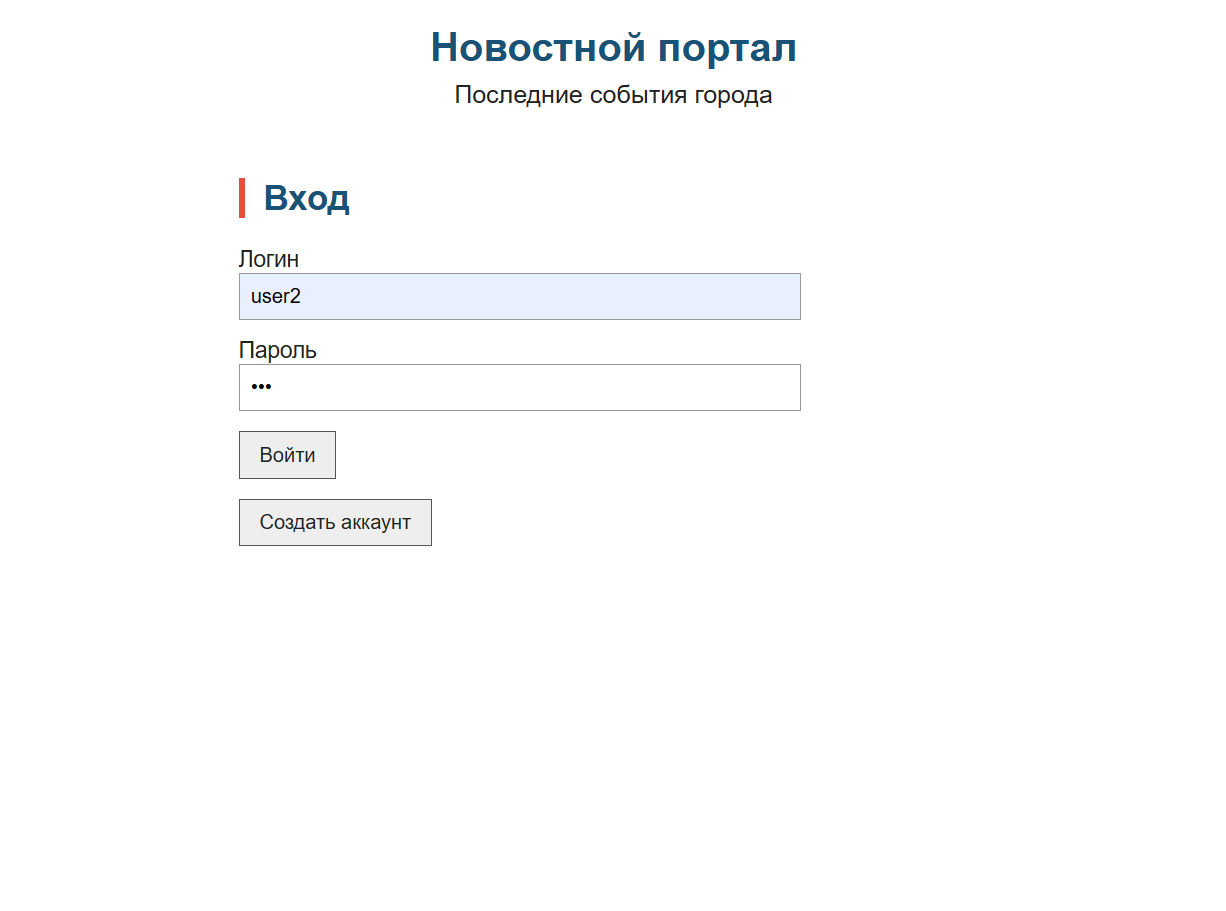 Новостной портал
Последние события города
Вход
Логин
user2
Пароль
•••
Войти
Создать аккаунт